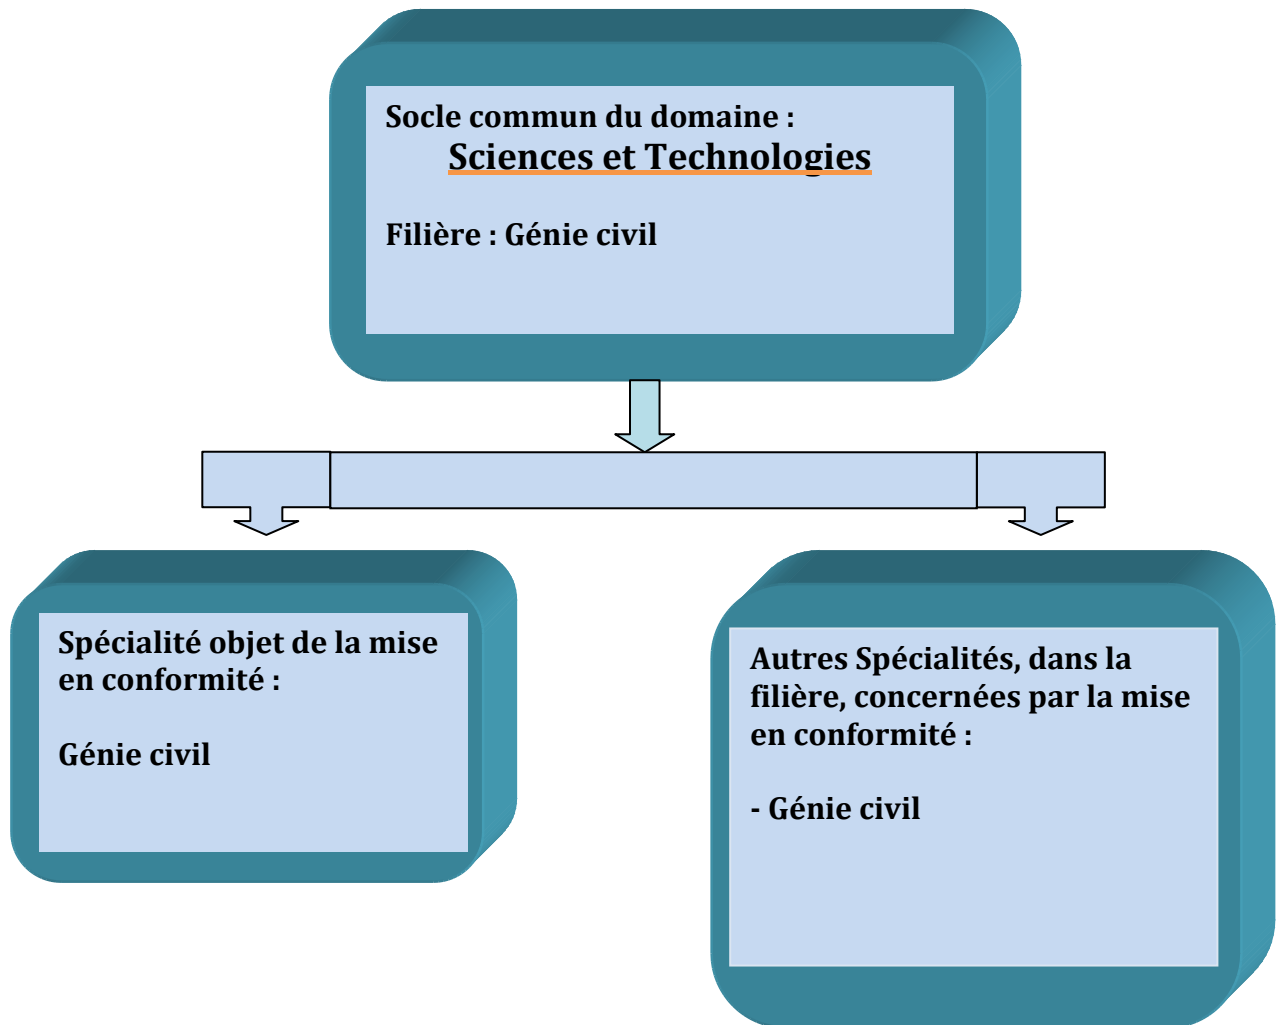 Socle commun du domaine :
Sciences et Technologies
Filière : Génie civil
Spécialité objet de la mise
en conformité :
Génie civil
Autres Spécialités, dans la
filière, concernées par la mise
en conformité :
- Génie civil